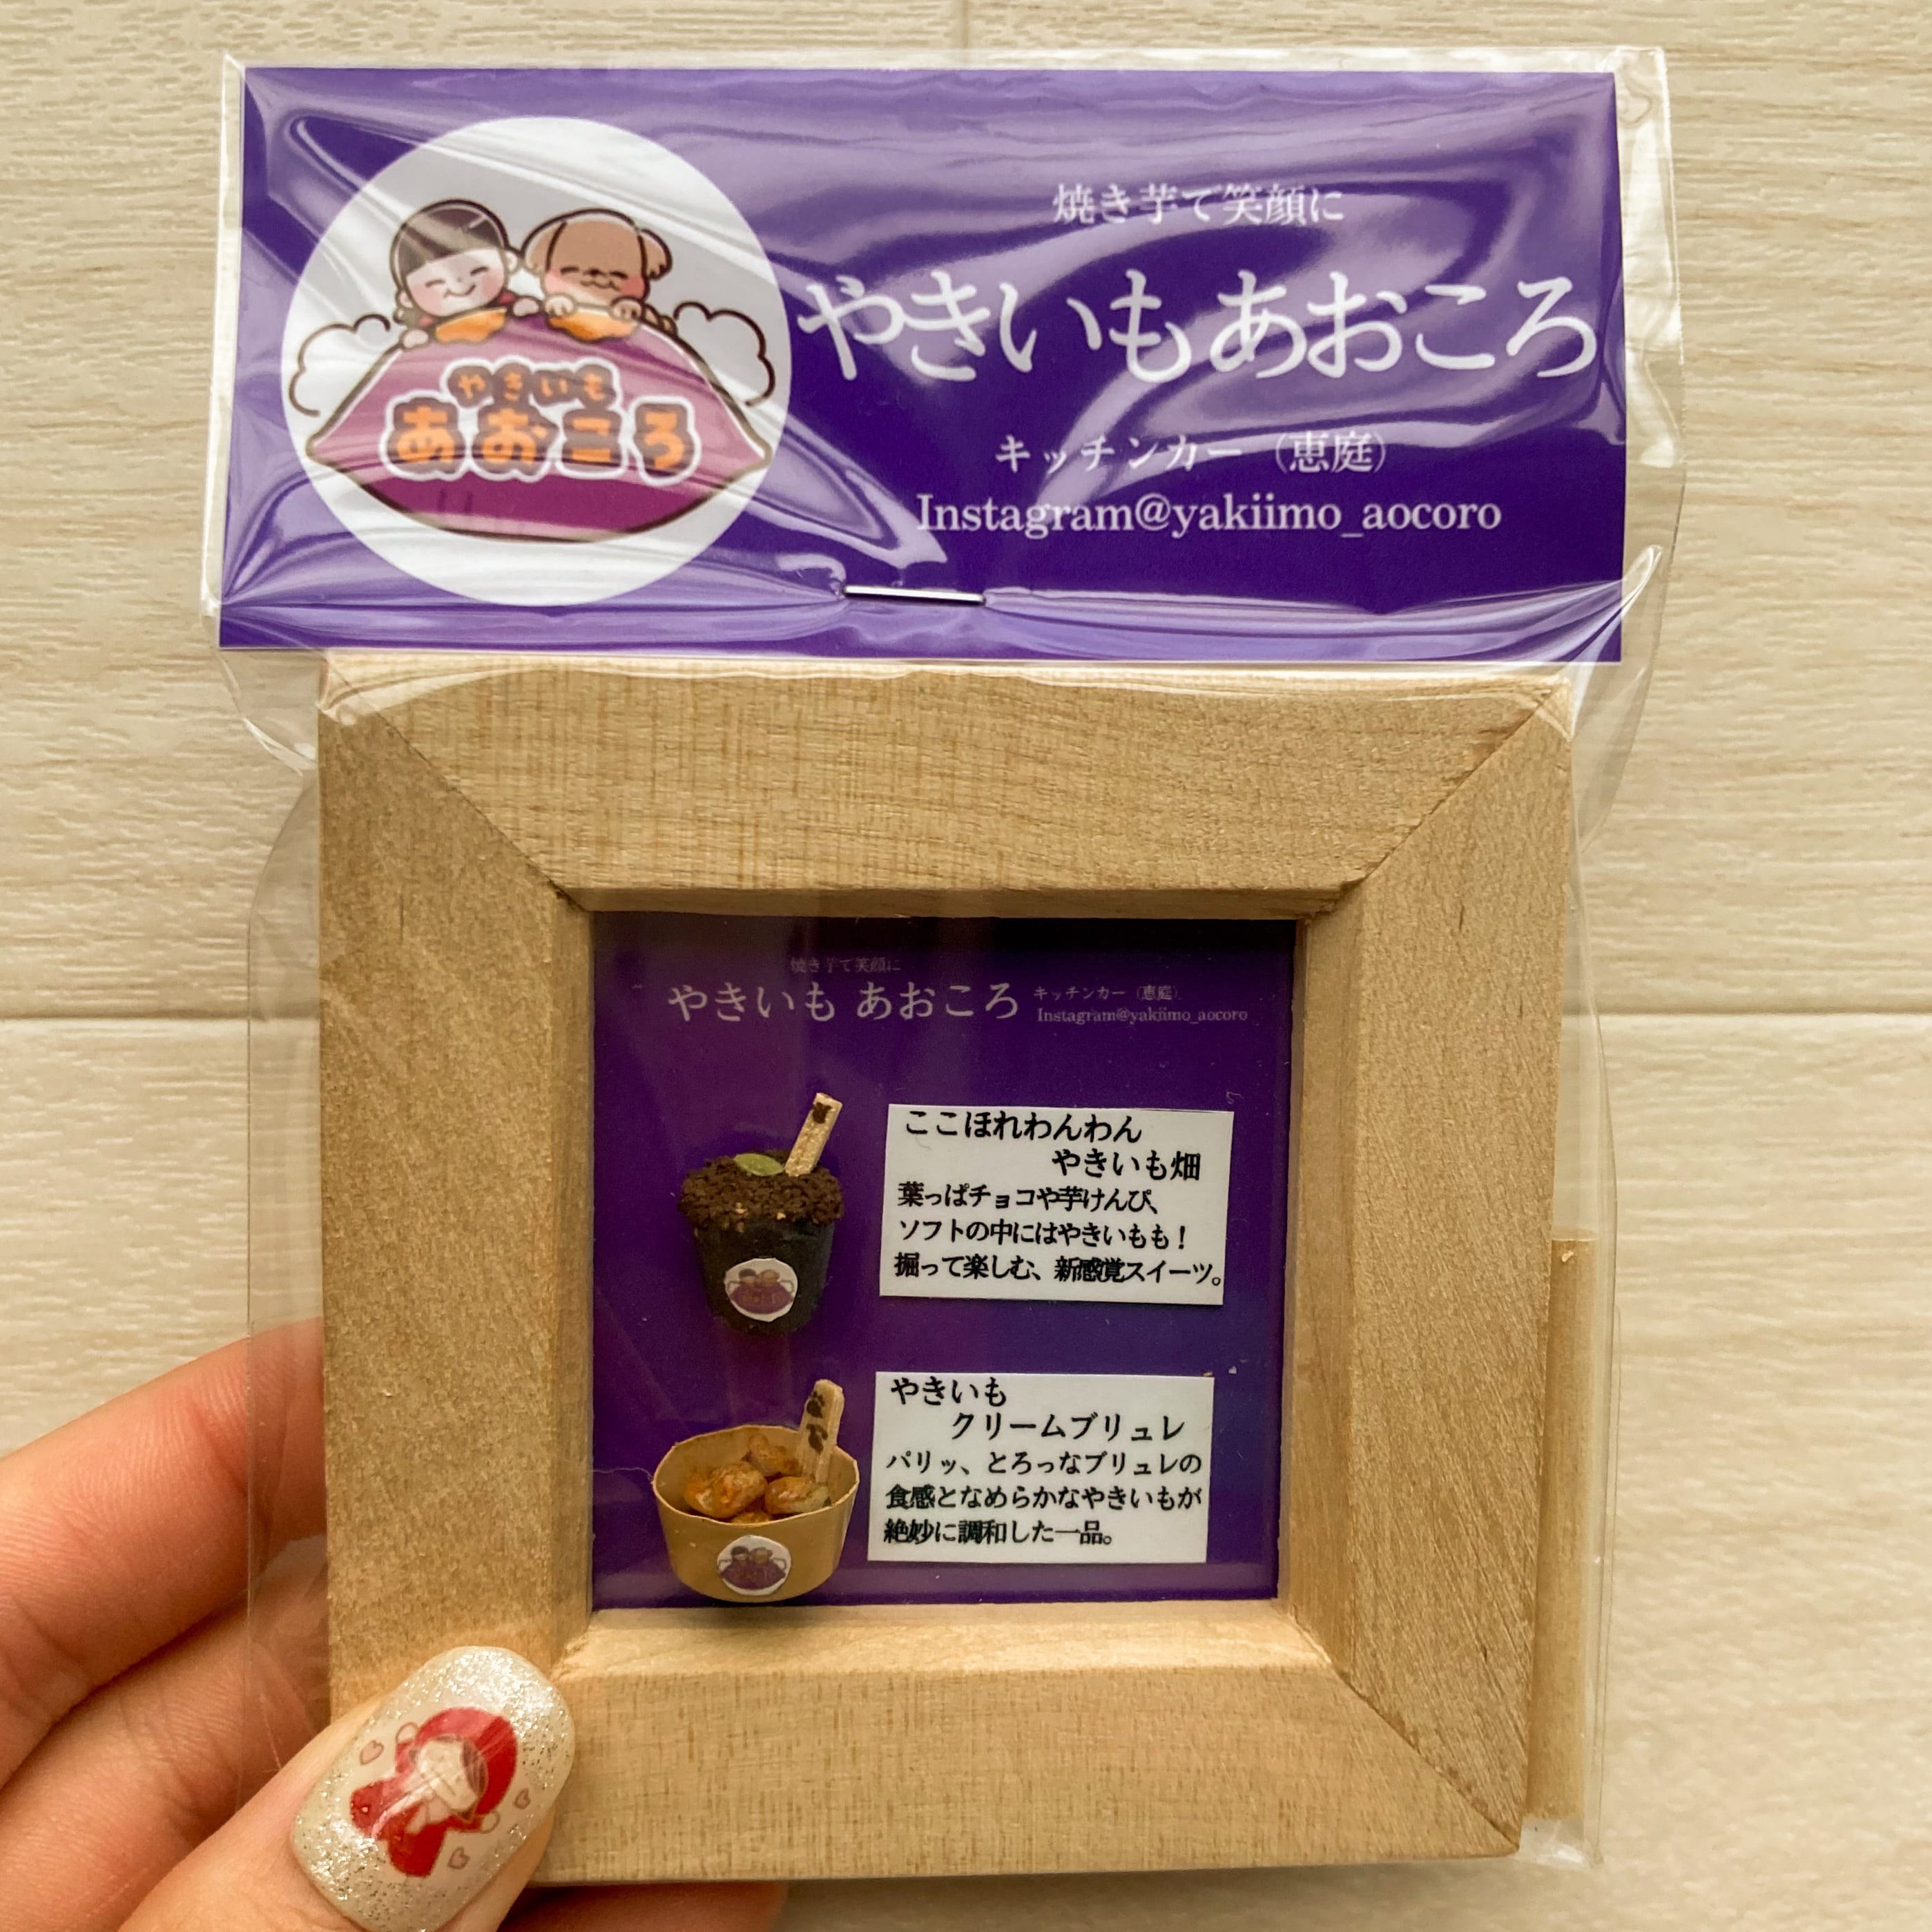 焼き芋で笑顔に
やきいも あおころ
キッチンカー（恵庭）
Instagram@yakiimo_aocoro
やきいも
あおころ
焼き芋で笑顔に
やきいも あおころ
キッチンカー（恵庭）
Instagram@yakiimo_aocoro
ここほれわんわん
やきいも畑
葉っぱチョコや芋けんぴ、
ソフトの中にはやきいもも！
掘って楽しむ、新感覚スイーツ。
やきいも
クリームブリュレ
パリッ、とろっなブリュレの
食感となめらかなやきいもが
絶妙に調和した一品。